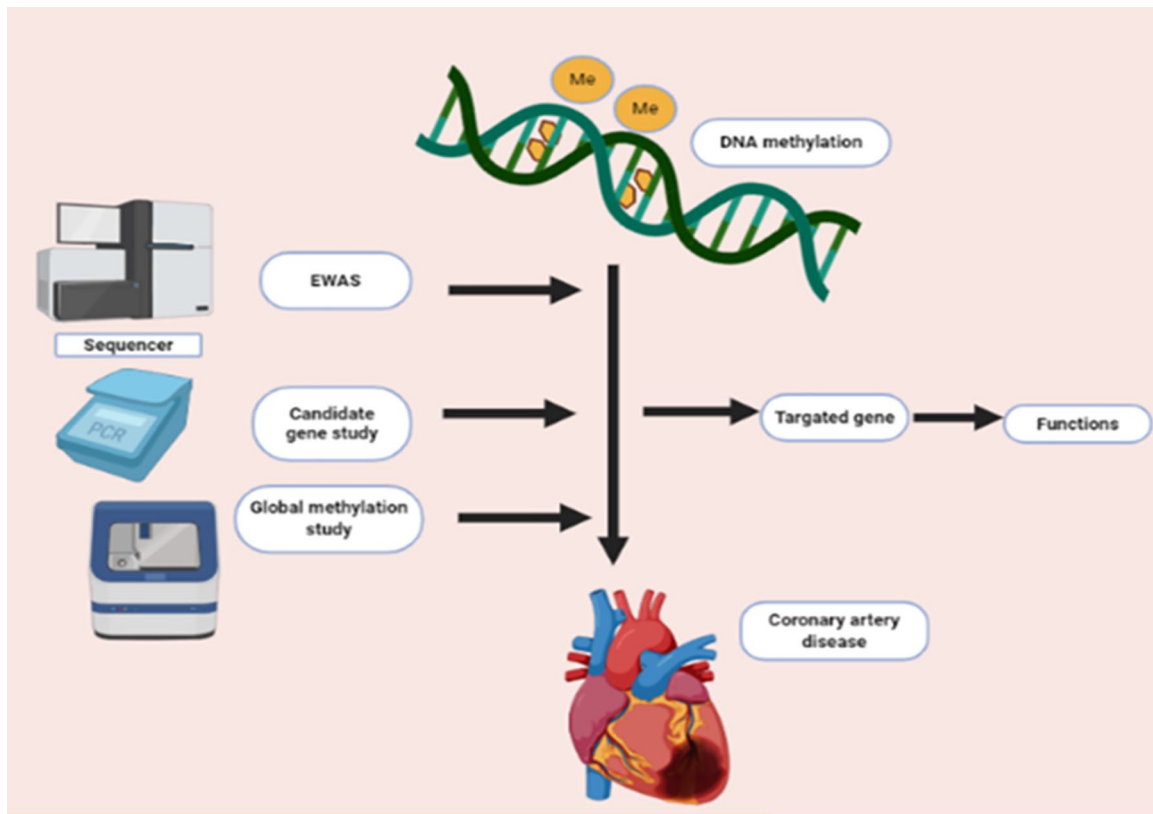 Me
Me
DNA methylation
EWAS
Sequencer
PCR
Candidate
gene study
Targated gene
Functions
Global methylation
study
Coronary artery
disease